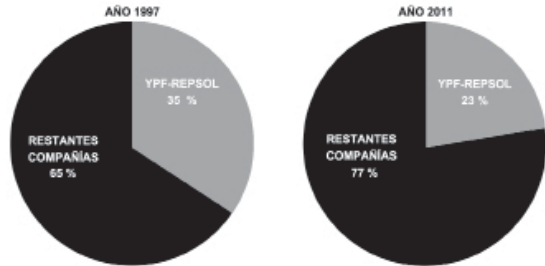 AÑO 1997
YPF-REPSOL
35 %
RESTANTES
COMPAÑÍAS
65 %
AÑO 2011
YPF-REPSOL
23 %
RESTANTES
COMPAÑÍAS
77 %